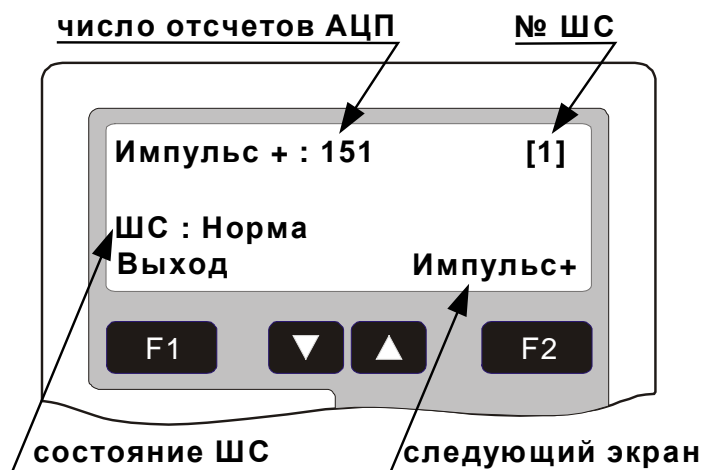 число отсчетов АЦП № ШС
Импульс + : 151 [1]
ШС : Норма
Выход Импульс+
F1 F2
состояние ШС следующий экран